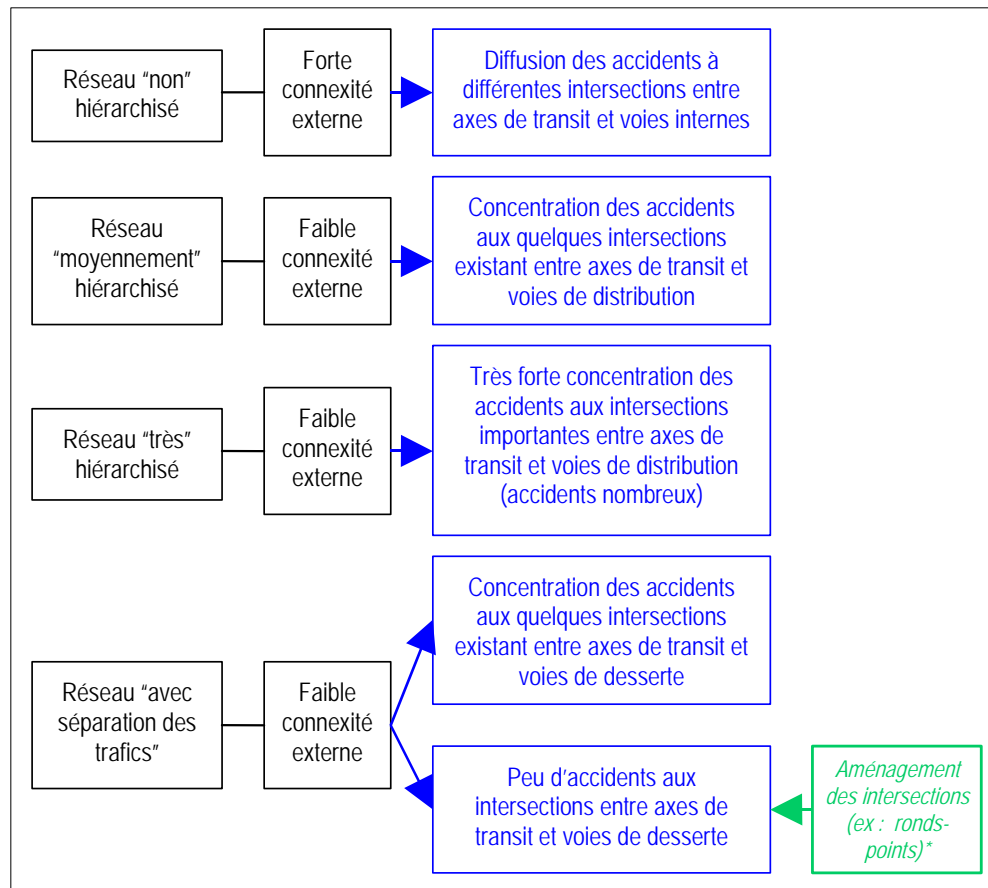 Réseau “non”
hiérarchisé
Forte
connexité
externe
Diffusion des accidents à
différentes intersections entre
axes de transit et voies internes
Réseau
“moyennement”
hiérarchisé
Faible
connexité
externe
Concentration des accidents
aux quelques intersections
existant entre axes de transit et
voies de distribution
Réseau “très”
hiérarchisé
Faible
connexité
externe
Très forte concentration des
accidents aux intersections
importantes entre axes de
transit et voies de distribution
(accidents nombreux)
Réseau “avec
séparation des
trafics”
Faible
connexité
externe
Concentration des accidents
aux quelques intersections
existant entre axes de transit et
voies de desserte
Peu d’accidents aux
intersections entre axes de
transit et voies de desserte
Aménagement
des intersections
(ex : ronds-
points)*